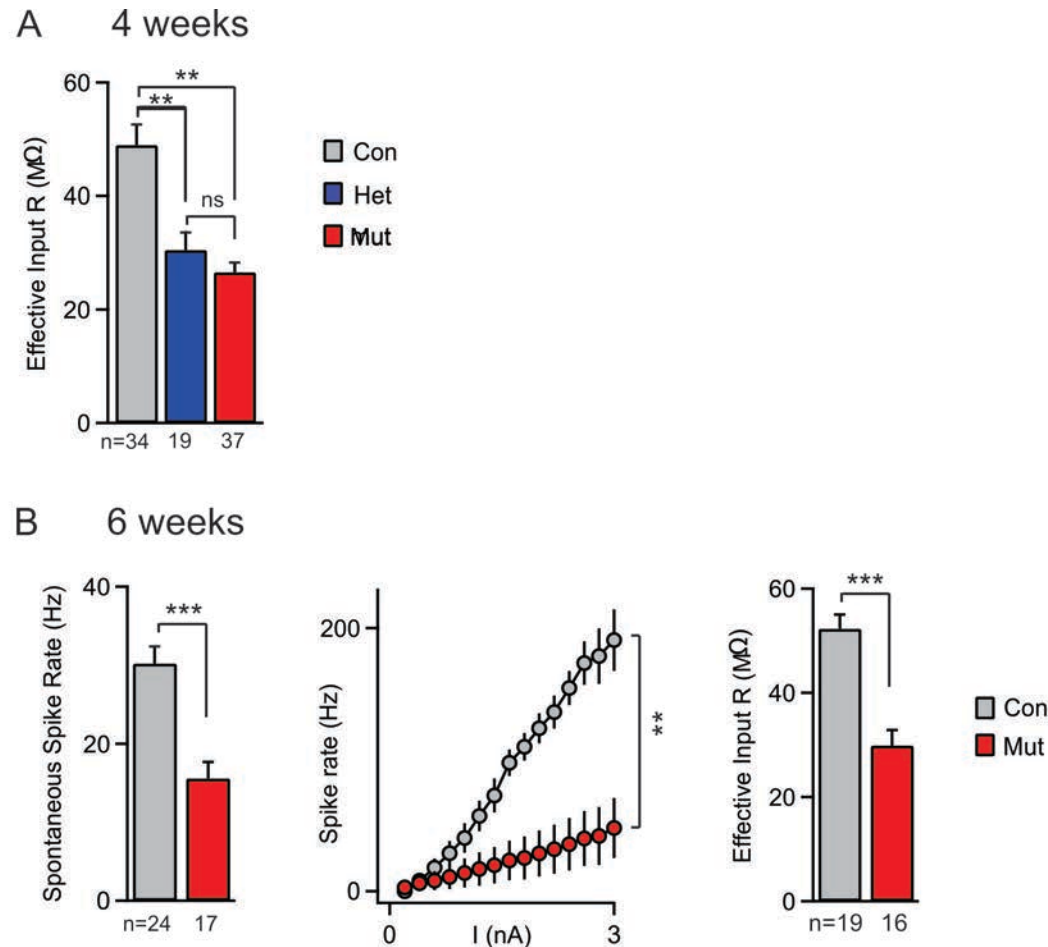 A 4 weeks
Effective Input R (MΩ)
60
40
20
0
**
**
ns
n=34 19 37
Con
Het
Mut
B 6 weeks
Spontaneous Spike Rate (Hz)
40
20
0
***
n=24 17
Spike rate (Hz)
200
0
**
0 I (nA) 3
Effective Input R (MΩ)
60
40
20
0
***
n=19 16
Con
Mut